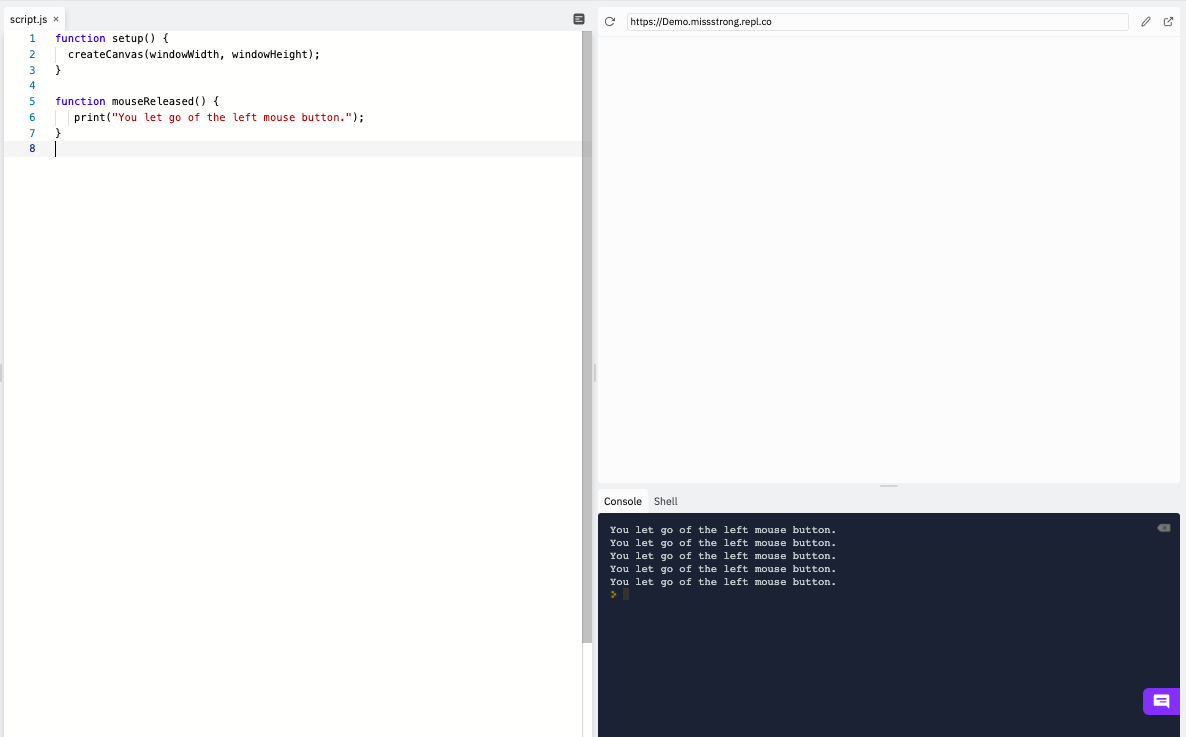 script.js ×
1 function setup() {
2 createCanvas(windowWidth, windowHeight);
3 }
4
5 function mouseReleased() {
6 print("You let go of the left mouse button.");
7 }
8
https://Demo.missstrong.repl.co
Console Shell
You let go of the left mouse button.
You let go of the left mouse button.
You let go of the left mouse button.
You let go of the left mouse button.
You let go of the left mouse button.
>